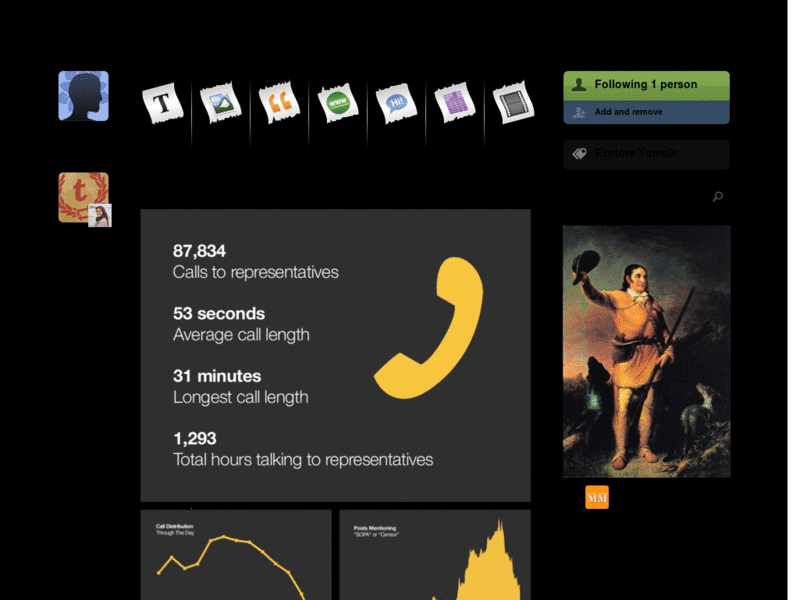 T
www
Hi!
Following 1 person
Add and remove
Explore Tumblr
t
87,834
Calls to representatives
53 seconds
Average call length
31 minutes
Longest call length
1,293
Total hours talking to representatives
MM
Call Distribution
Through The Day
Posts Mentioning
"SOPA" or "Censor"